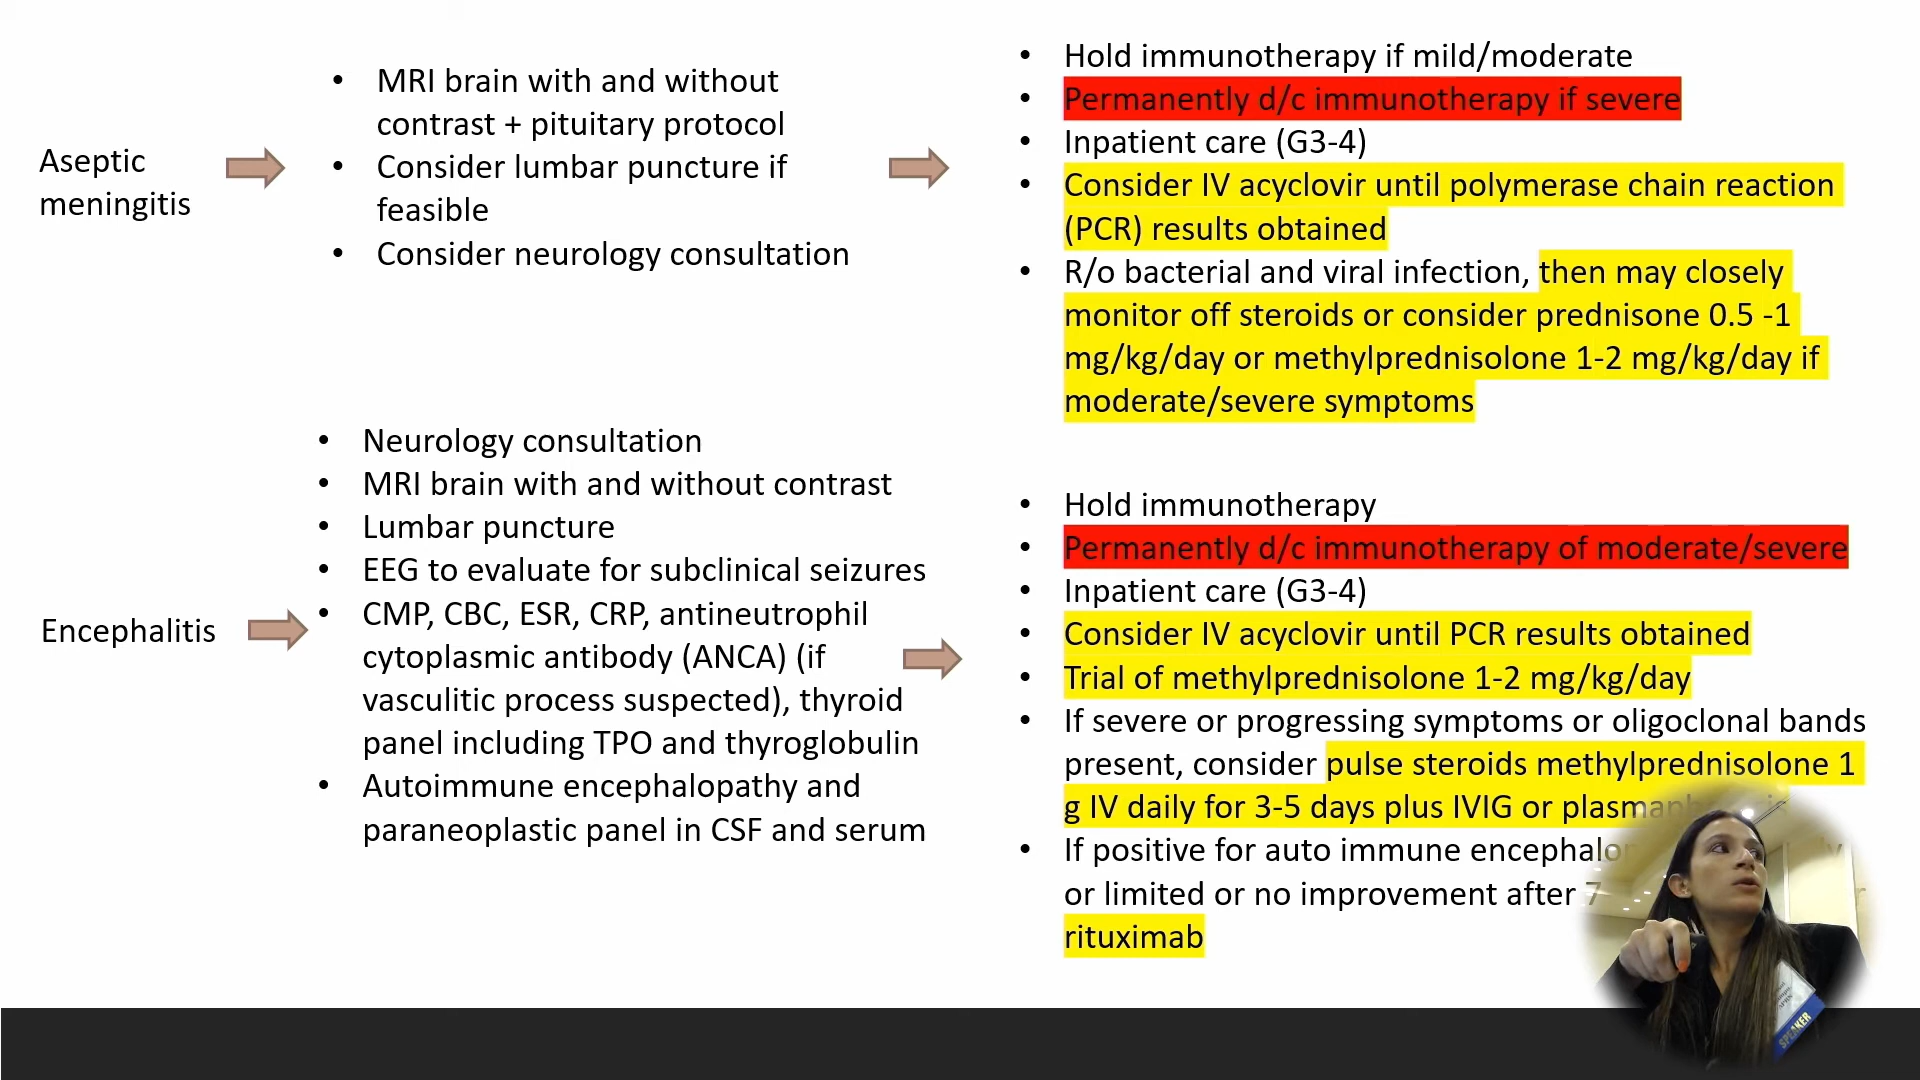 Aseptic
meningitis
• MRI brain with and without
contrast + pituitary protocol
• Consider lumbar puncture if
feasible
• Consider neurology consultation
• Hold immunotherapy if mild/moderate
• Permanently d/c immunotherapy if severe
• Inpatient care (G3-4)
• Consider IV acyclovir until polymerase chain reaction
(PCR) results obtained
• R/o bacterial and viral infection, then may closely
monitor off steroids or consider prednisone 0.5 -1
mg/kg/day or methylprednisolone 1-2 mg/kg/day if
moderate/severe symptoms
Encephalitis
• Neurology consultation
• MRI brain with and without contrast
• Lumbar puncture
• EEG to evaluate for subclinical seizures
• CMP, CBC, ESR, CRP, antineutrophil
cytoplasmic antibody (ANCA) (if
vasculitic process suspected), thyroid
panel including TPO and thyroglobulin
• Autoimmune encephalopathy and
paraneoplastic panel in CSF and serum
• Hold immunotherapy
• Permanently d/c immunotherapy of moderate/severe
• Inpatient care (G3-4)
• Consider IV acyclovir until PCR results obtained
• Trial of methylprednisolone 1-2 mg/kg/day
• If severe or progressing symptoms or oligoclonal bands
present, consider pulse steroids methylprednisolone 1
g IV daily for 3-5 days plus IVIG or
• If positive for auto immune
or limited or no improvement after 7
rituximab
SPEAKER